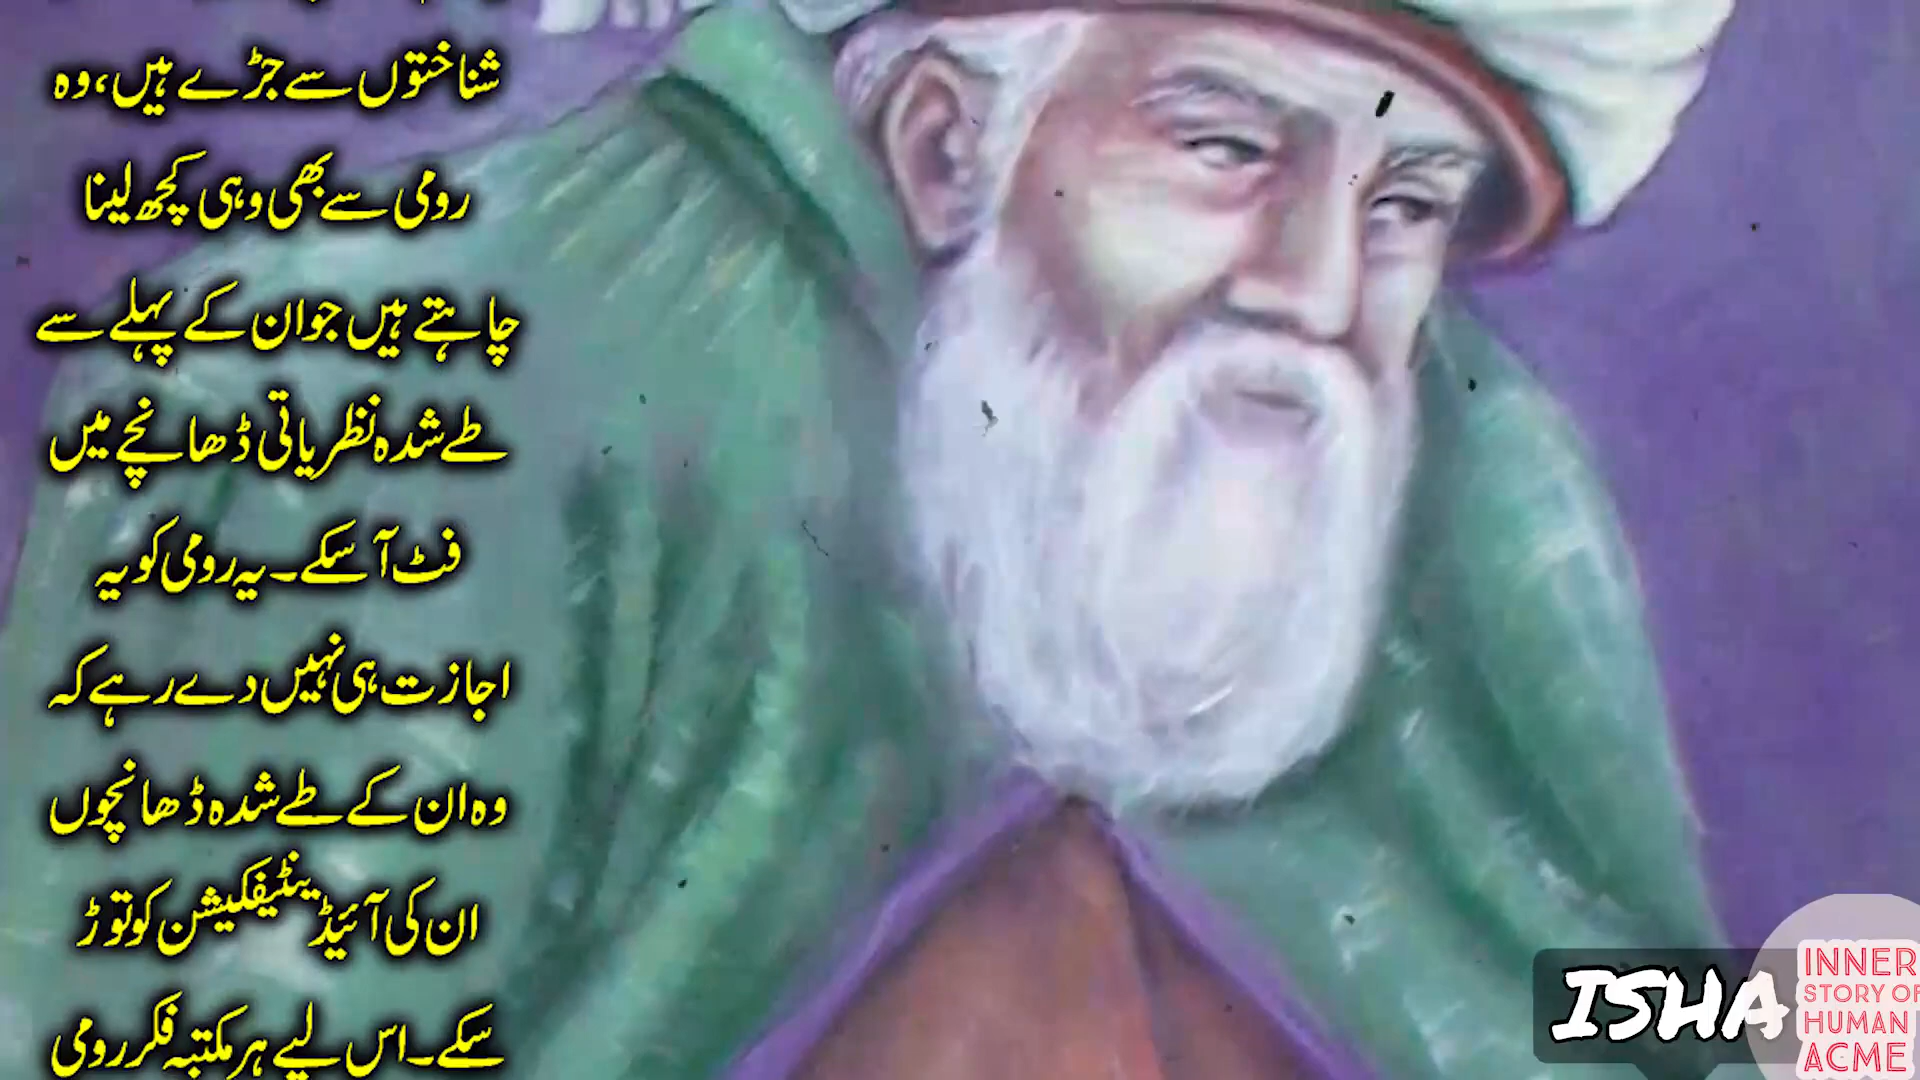 شناختوں سے جڑے ہیں، وہ
رومی سے بھی وہی کچھ لینا
چاہتے ہیں جو ان کے پہلے سے
طے شدہ نظریاتی ڈھانچے میں
فٹ آ سکے۔ یہ رومی کو یہ
اجازت ہی نہیں دے رہے کہ
وہ ان کے طے شدہ ڈھانچوں
ان کی آئیڈینٹیفکیشن کو توڑ
سکے۔ اس لیے ہر مکتبہ فکر رومی
ISHA
INNER
STORY OF
HUMAN
ACME